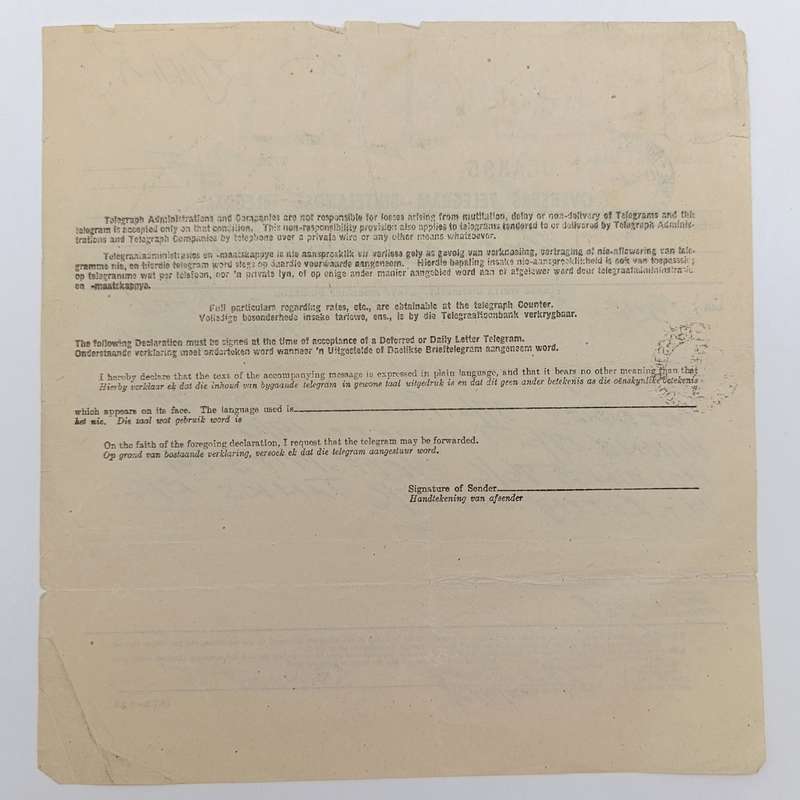 Telegraph Administrations and Companies are not responsible for losses arising from mutilation, delay or non-delivery of Telegrams and this
telegram is accepted only on that condition. This non-responsibility provision also applies to telegrams tendered to or delivered by Telegraph Adminis-
trations and Telegraph Companies by telephone over a private wire or any other means whatsoever.
Telegraafadministrasies en -maatskappye is nie aanspreeklik vir verliese gely as gevolg van verknoeiing, vertraging of nie-aflewering van tele-
gramme nie, en hierdie telegram word slegs op daardie voorwaarde aangeneem. Hierdie bepaling insake nie-aanspreeklikheid is ook van toepassing
op telegramme wat per telefoon, oor 'n private lyn, of op enige ander manier aangebied word aan of afgelewer word deur telegraafadministrasies
en -maatskappye.
Full particulars regarding rates, etc., are obtainable at the telegraph Counter.
Volledige besonderhede insake tariewe, ens., is by die Telegraaftoonbank verkrygbaar.
The following Declaration must be signed at the time of acceptance of a Deferred or Daily Letter Telegram.
Onderstaande verklaring moet onderteken word wanneer 'n Uitgestelde of Daelikse Brieftelegram aangeneem word.
I hereby declare that the text of the accompanying message is expressed in plain language, and that it bears no other meaning than that
Hierby verklaar ek dat die inhoud van bygaande telegram in gewone taal uitgedruk is en dat dit geen ander betekenis as die oënskynlike betekenis
which appears on its face. The language used is
het nie. Die taal wat gebruik word is
On the faith of the foregoing declaration, I request that the telegram may be forwarded.
Op grond van bostaande verklaring, versoek ek dat die telegram aangestuur word.
Signature of Sender
Handtekening van afsender